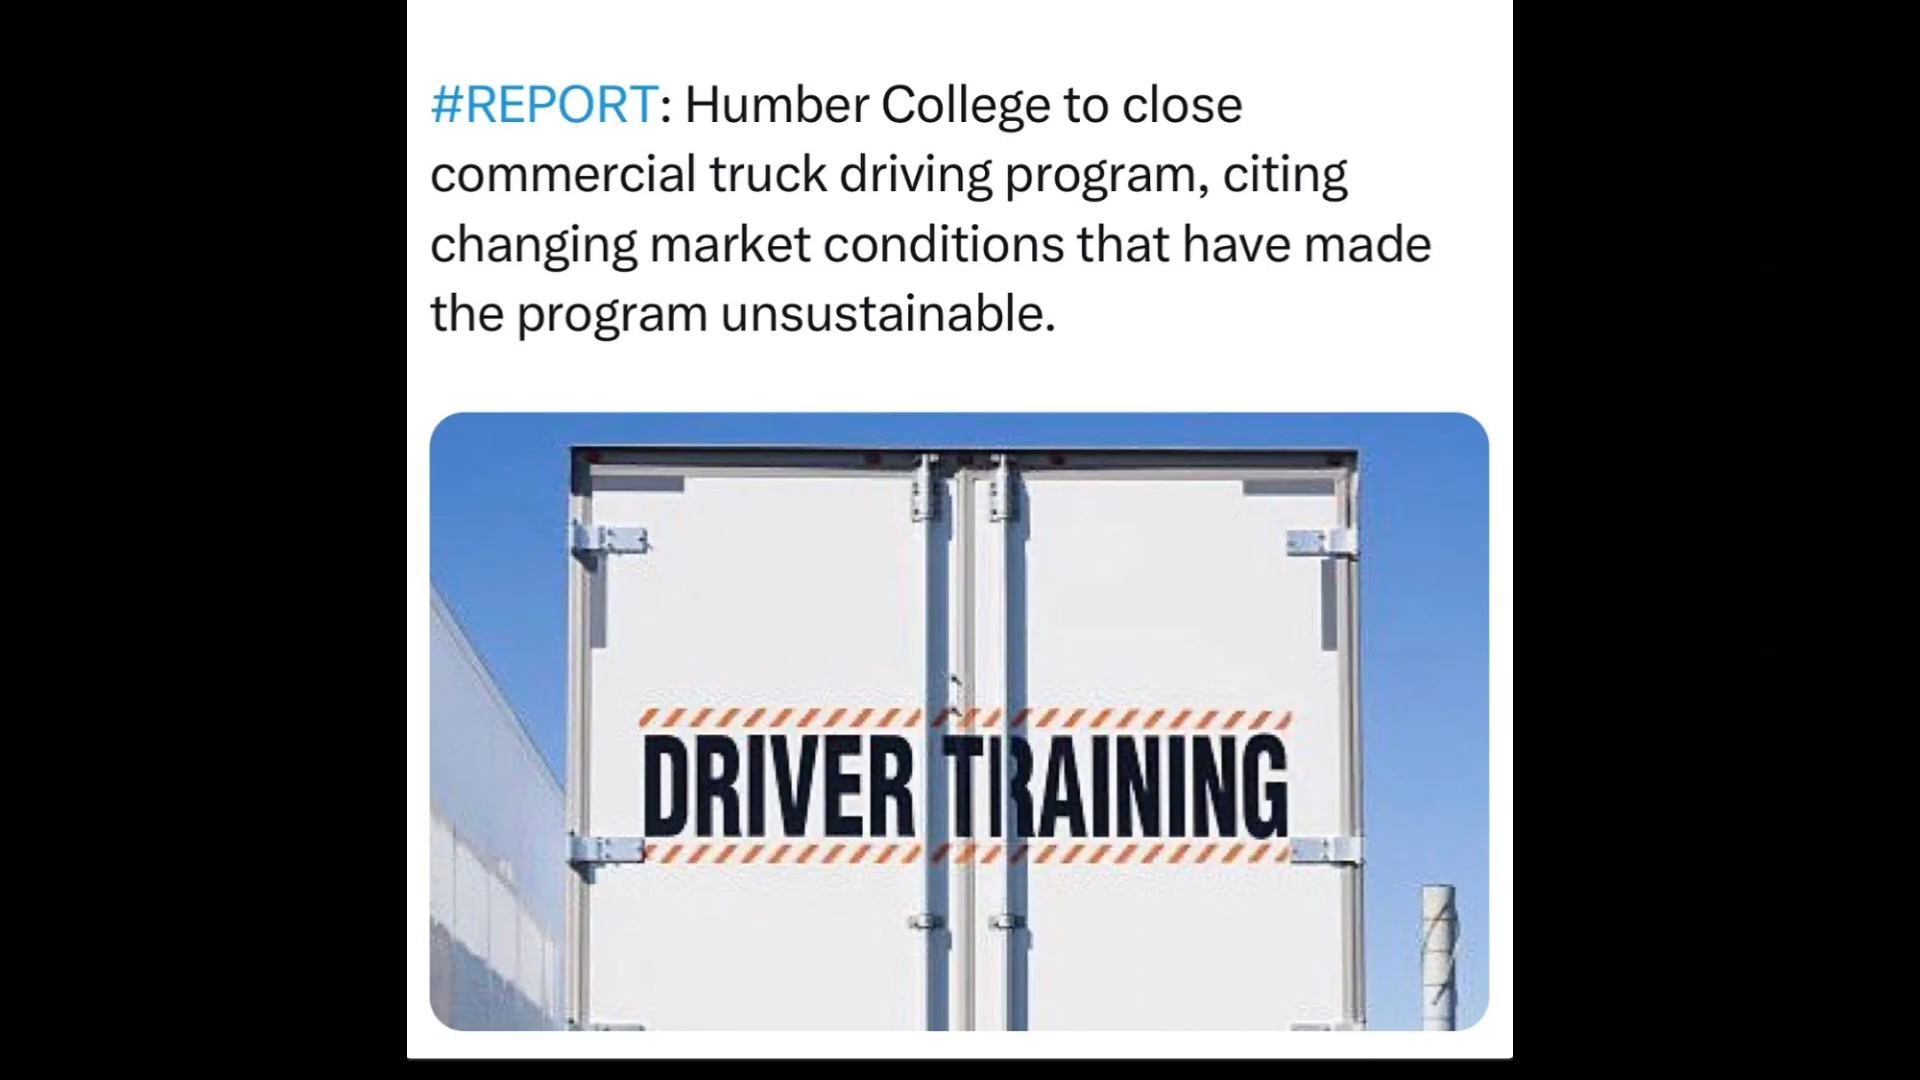 #REPORT: Humber College to close
commercial truck driving program, citing
changing market conditions that have made
the program unsustainable.
DRIVER TRAINING